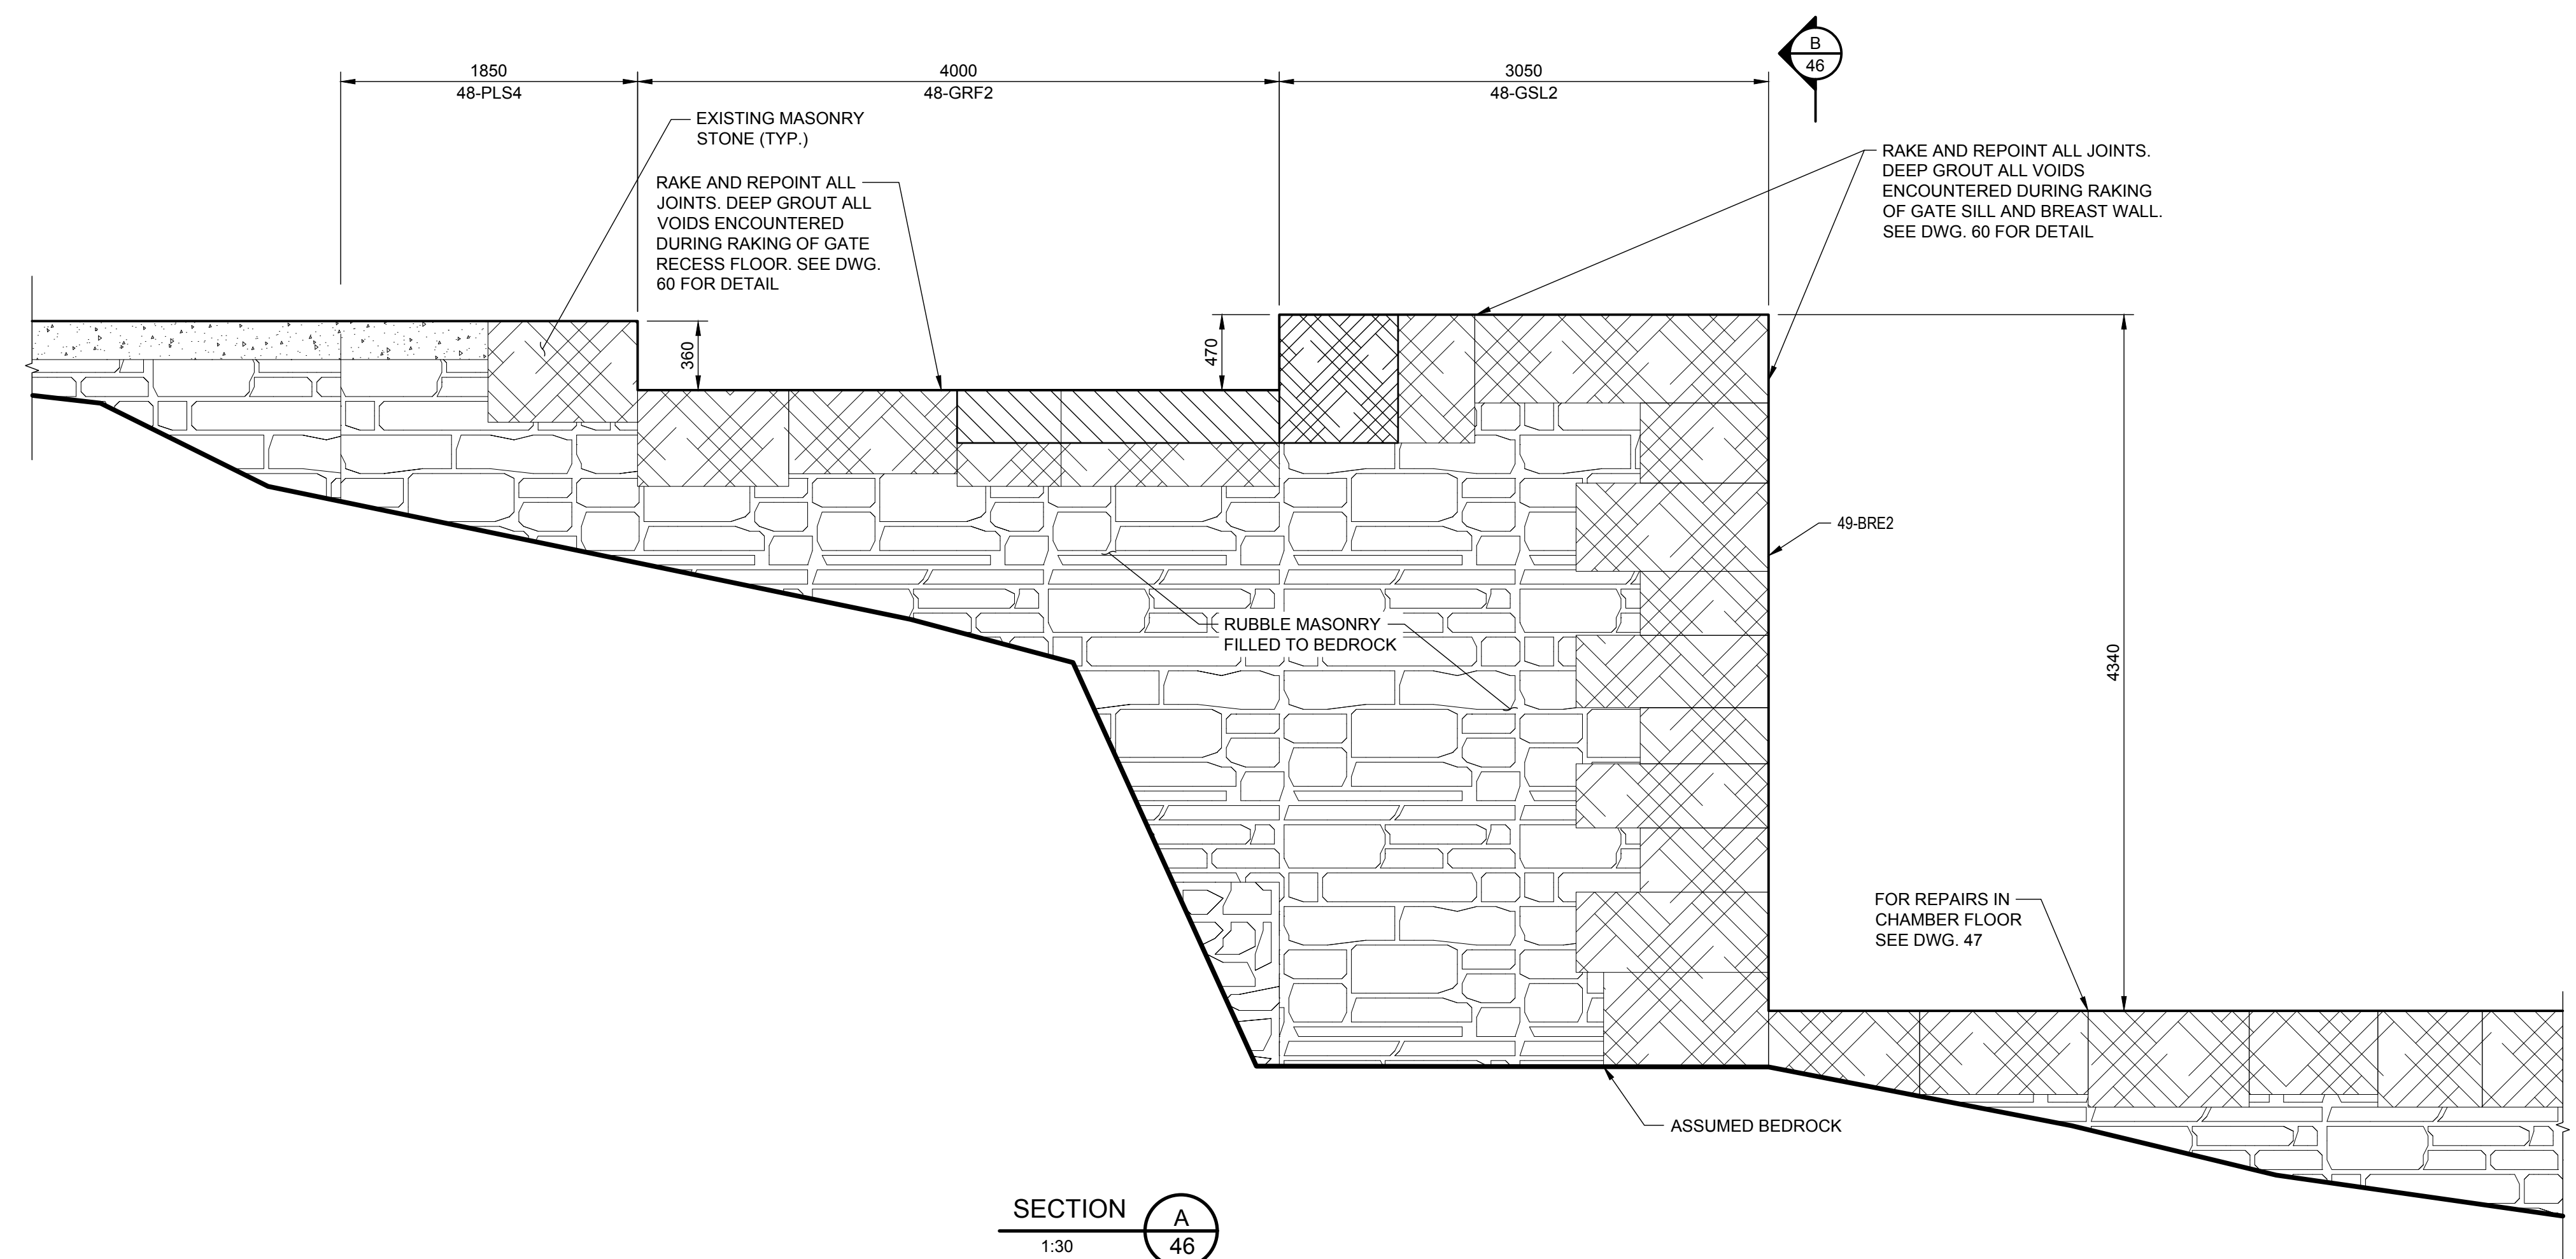 B
46
1850
48-PLS4
4000
48-GRF2
3050
48-GSL2
EXISTING MASONRY
STONE (TYP.)
RAKE AND REPOINT ALL
JOINTS. DEEP GROUT ALL
VOIDS ENCOUNTERED
DURING RAKING OF GATE
RECESS FLOOR. SEE DWG.
60 FOR DETAIL
RAKE AND REPOINT ALL JOINTS.
DEEP GROUT ALL VOIDS
ENCOUNTERED DURING RAKING
OF GATE SILL AND BREAST WALL.
SEE DWG. 60 FOR DETAIL
360
470
49-BRE2
RUBBLE MASONRY
FILLED TO BEDROCK
4340
FOR REPAIRS IN
CHAMBER FLOOR
SEE DWG. 47
ASSUMED BEDROCK
SECTION
1:30
A
46